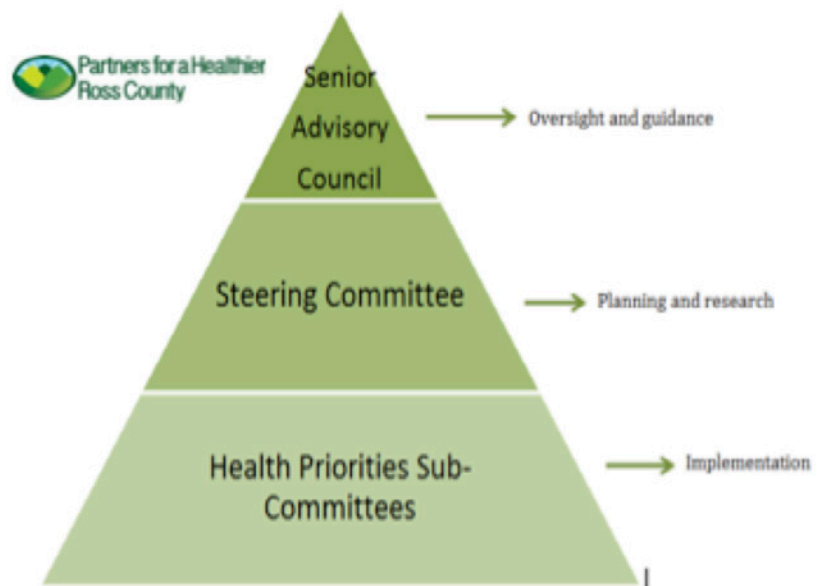 Partners for a Healthier
Ross County
Senior
Advisory
Council
Oversight and guidance
Steering Committee
Planning and research
Health Priorities Sub-
Committees
Implementation